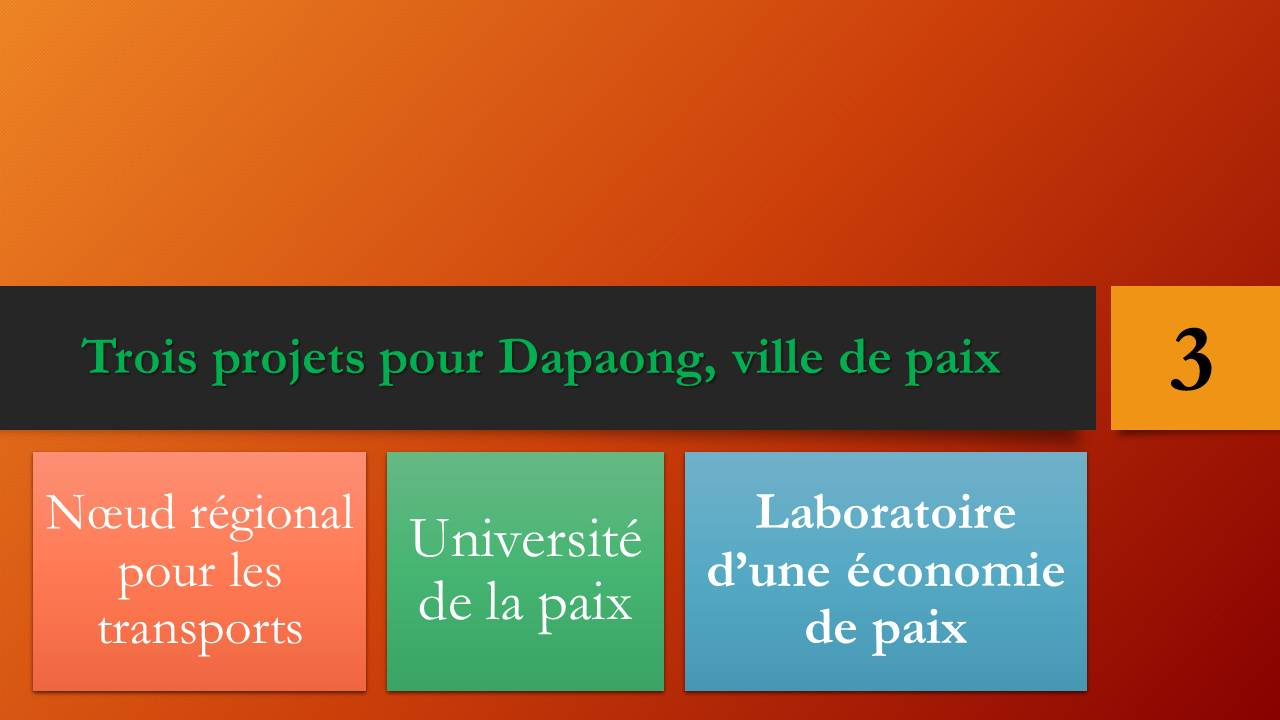 Trois projets pour Dapaong, ville de paix
3
Nœud régional
pour les
transports
Université
de la paix
Laboratoire
d’une économie
de paix